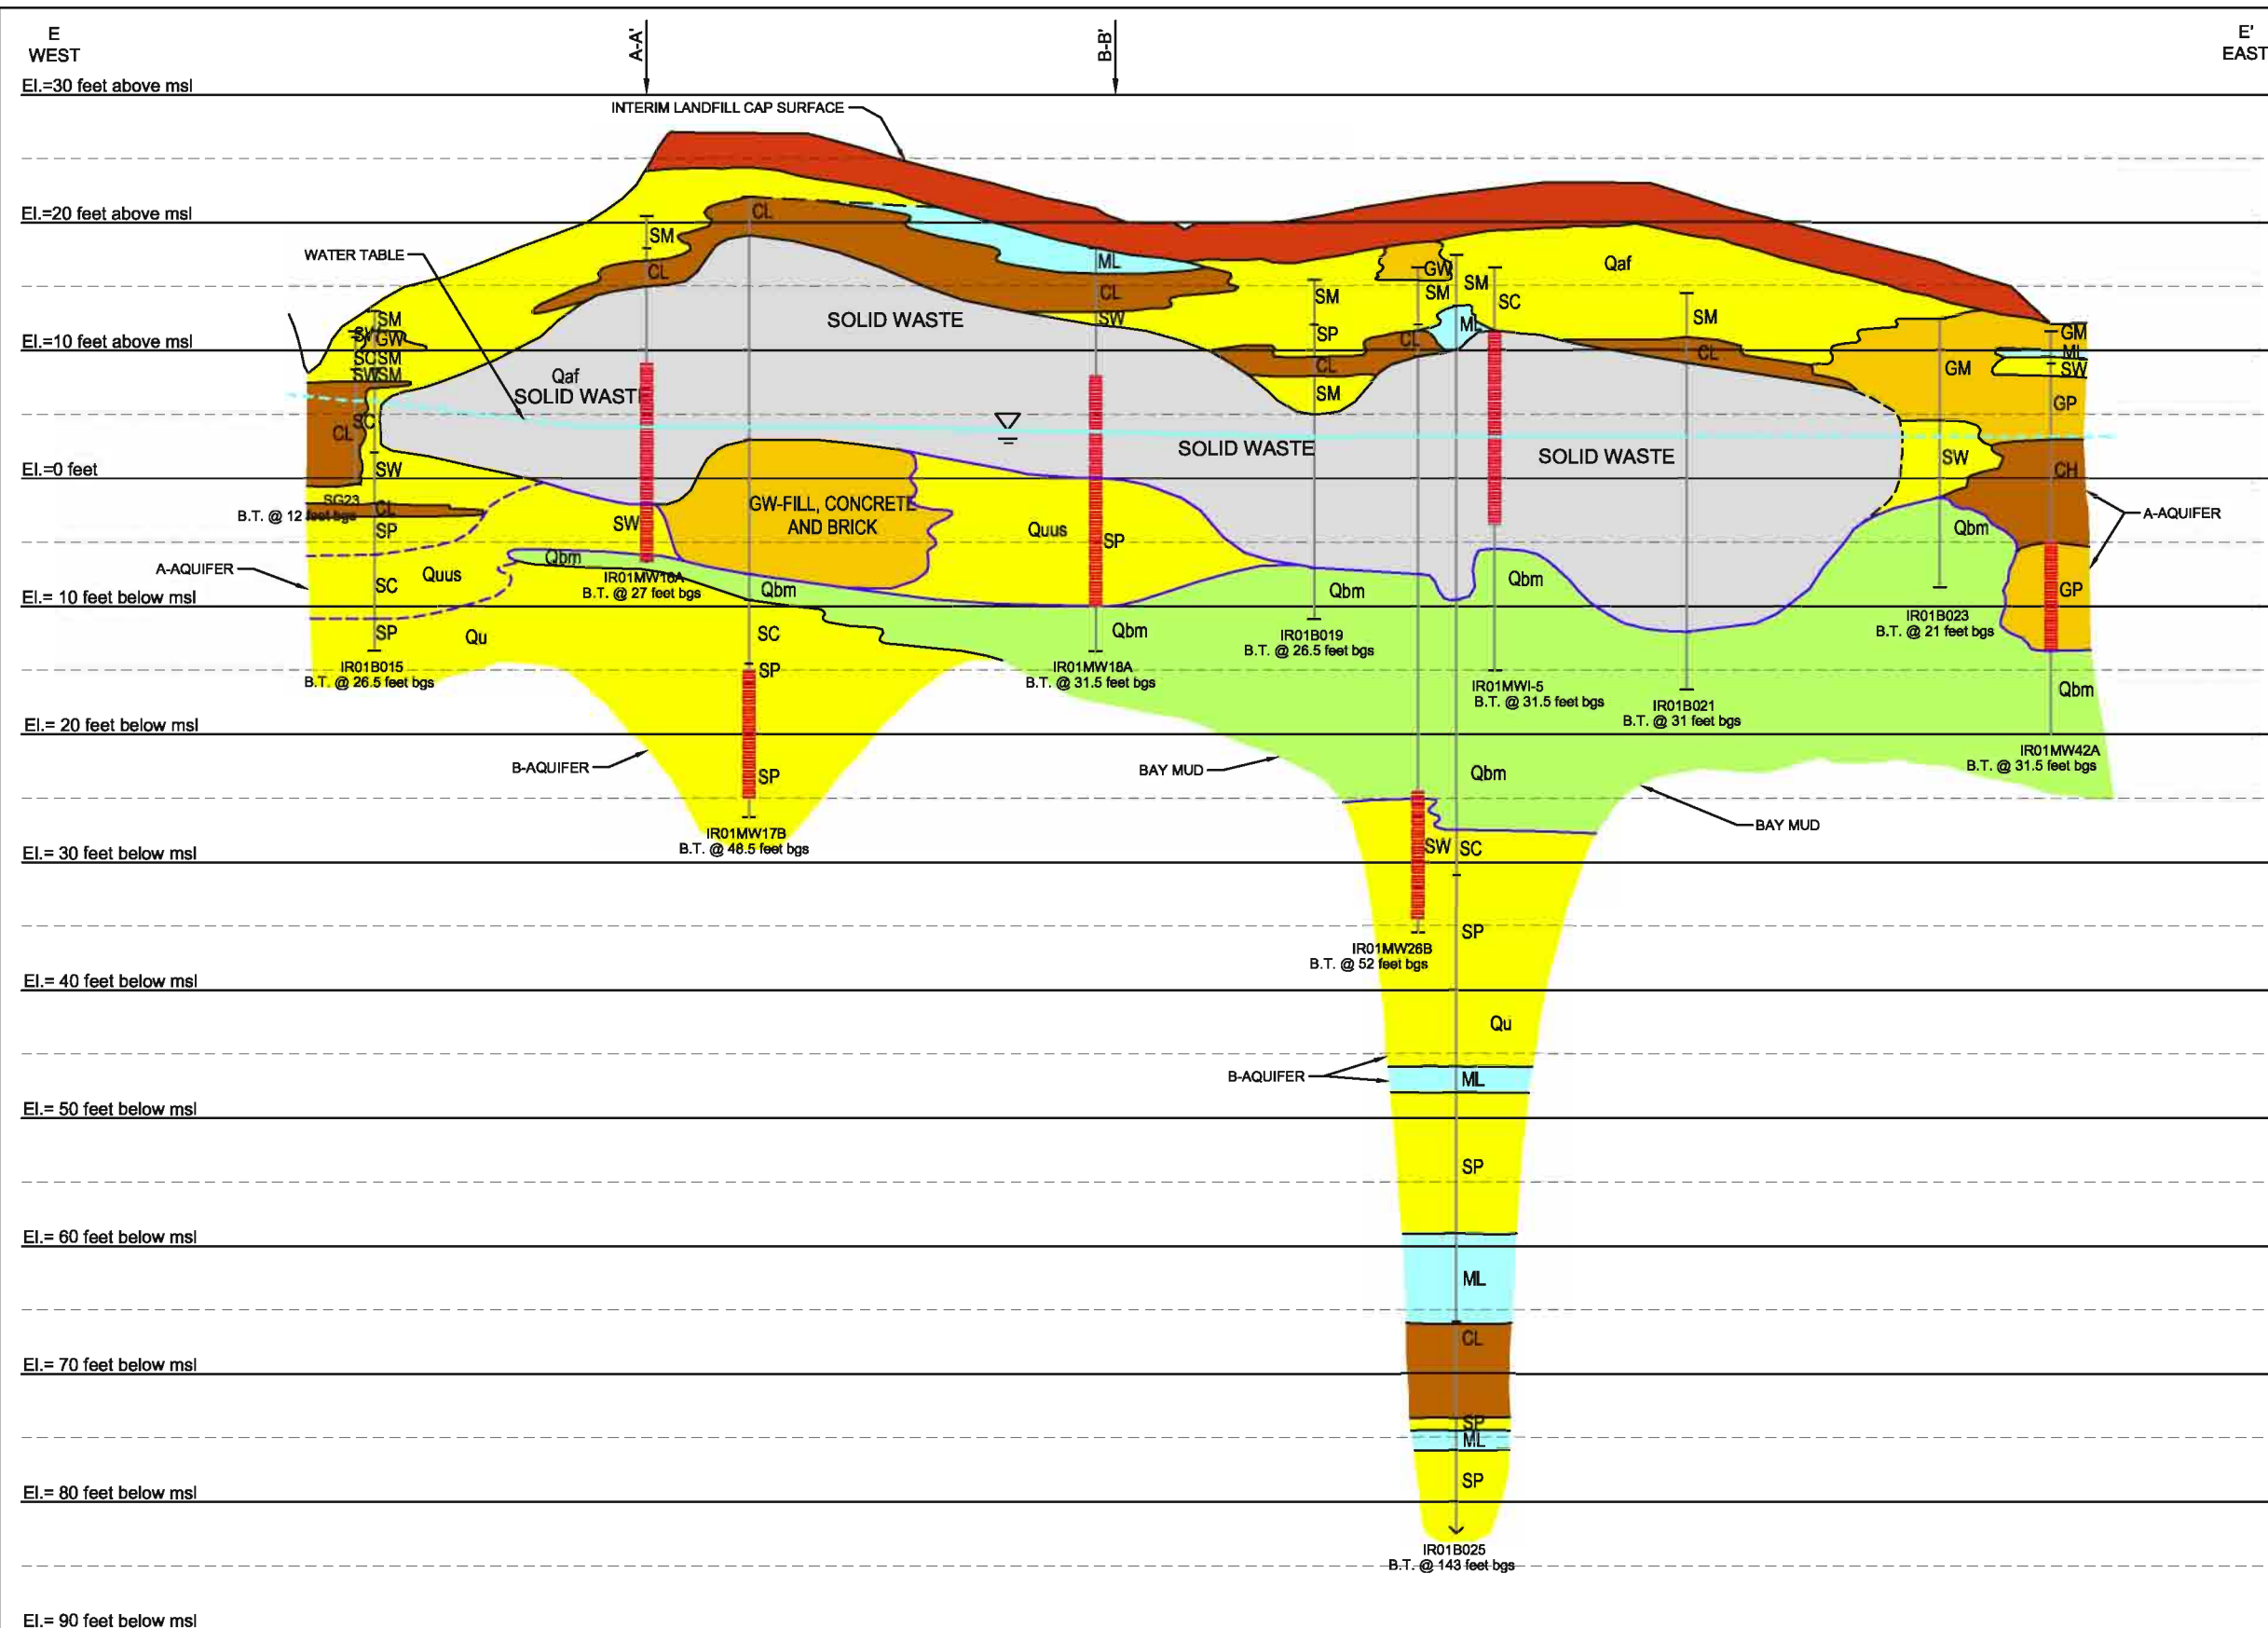 E
WEST
A-A'
B-B'
E'
EAST
El.=30 feet above msl
INTERIM LANDFILL CAP SURFACE
El.=20 feet above msl
CL
SM
WATER TABLE
CL
ML
CL
SW
GW
SM
SM
SC
Qaf
SM
SM
SP
ML
SM
SOLID WASTE
SM
GW
SC SM
SW SM
El.=10 feet above msl
CL
CL
CL
SM
GM
ML
SW
GM
GP
Qaf
SOLID WASTE
SC
CL
SOLID WASTE
SOLID WASTE
SW
El.=0 feet
SW
CH
SG23
B.T. @ 12 feet bgs
CL
SP
SW
GW-FILL, CONCRETE
AND BRICK
Quus
SP
Qbm
A-AQUIFER
A-AQUIFER
SC
Quus
Qbm
IR01MW16A
B.T. @ 27 feet bgs
Qbm
Qbm
Qbm
GP
El.= 10 feet below msl
SP
Qu
SC
SP
Qbm
IR01B015
B.T. @ 26.5 feet bgs
IR01MW18A
B.T. @ 31.5 feet bgs
IR01B019
B.T. @ 26.5 feet bgs
IR01MWI-5
B.T. @ 31.5 feet bgs
IR01B021
B.T. @ 31 feet bgs
IR01B023
B.T. @ 21 feet bgs
Qbm
El.= 20 feet below msl
B-AQUIFER
SP
BAY MUD
Qbm
IR01MW42A
B.T. @ 31.5 feet bgs
IR01MW17B
B.T. @ 48.5 feet bgs
BAY MUD
El.= 30 feet below msl
SW
SC
SP
IR01MW26B
B.T. @ 52 feet bgs
El.= 40 feet below msl
Qu
B-AQUIFER
ML
El.= 50 feet below msl
SP
El.= 60 feet below msl
ML
CL
El.= 70 feet below msl
SP
ML
SP
El.= 80 feet below msl
IR01B025
B.T. @ 143 feet bgs
El.= 90 feet below msl